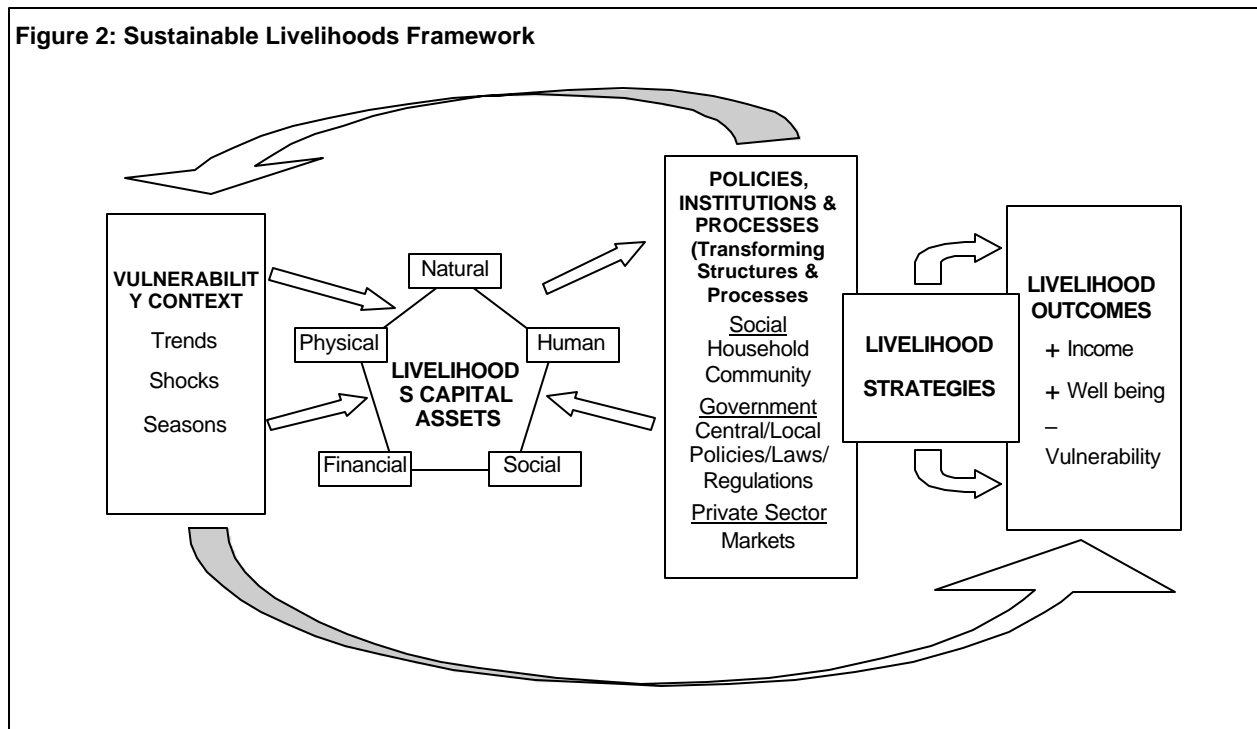 Figure 2: Sustainable Livelihoods Framework
VULNERABILIT
Y CONTEXT
Trends
Shocks
Seasons
Natural
Physical
Human
LIVELIHOOD
S CAPITAL
ASSETS
Financial
Social
POLICIES,
INSTITUTIONS &
PROCESSES
(Transforming
Structures &
Processes
Social
Household
Community
Government
Central/Local
Policies/Laws/
Regulations
Private Sector
Markets
LIVELIHOOD
STRATEGIES
LIVELIHOOD
OUTCOMES
+ Income
+ Well being
–
Vulnerability